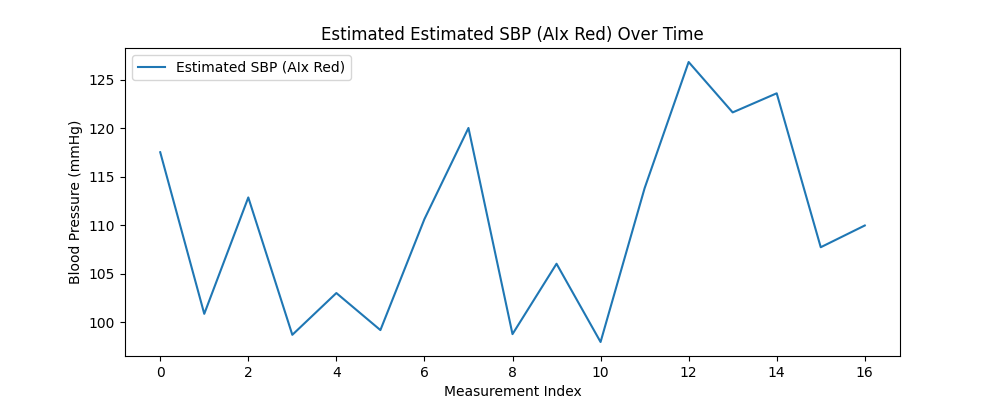 Estimated Estimated SBP (AIx Red) Over Time
Estimated SBP (AIx Red)
Blood Pressure (mmHg)
125
120
115
110
105
100
0 2 4 6 8 10 12 14 16
Measurement Index